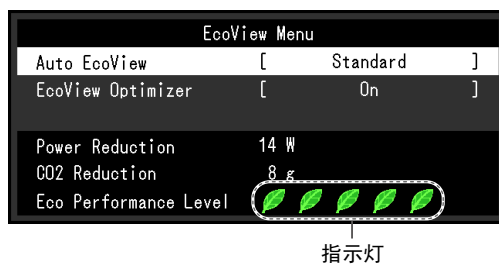 EcoView Menu
Auto EcoView [ Standard ]
EcoView Optimizer [ On ]
Power Reduction 14 W
CO2 Reduction 8 g
Eco Performance Level
指示灯